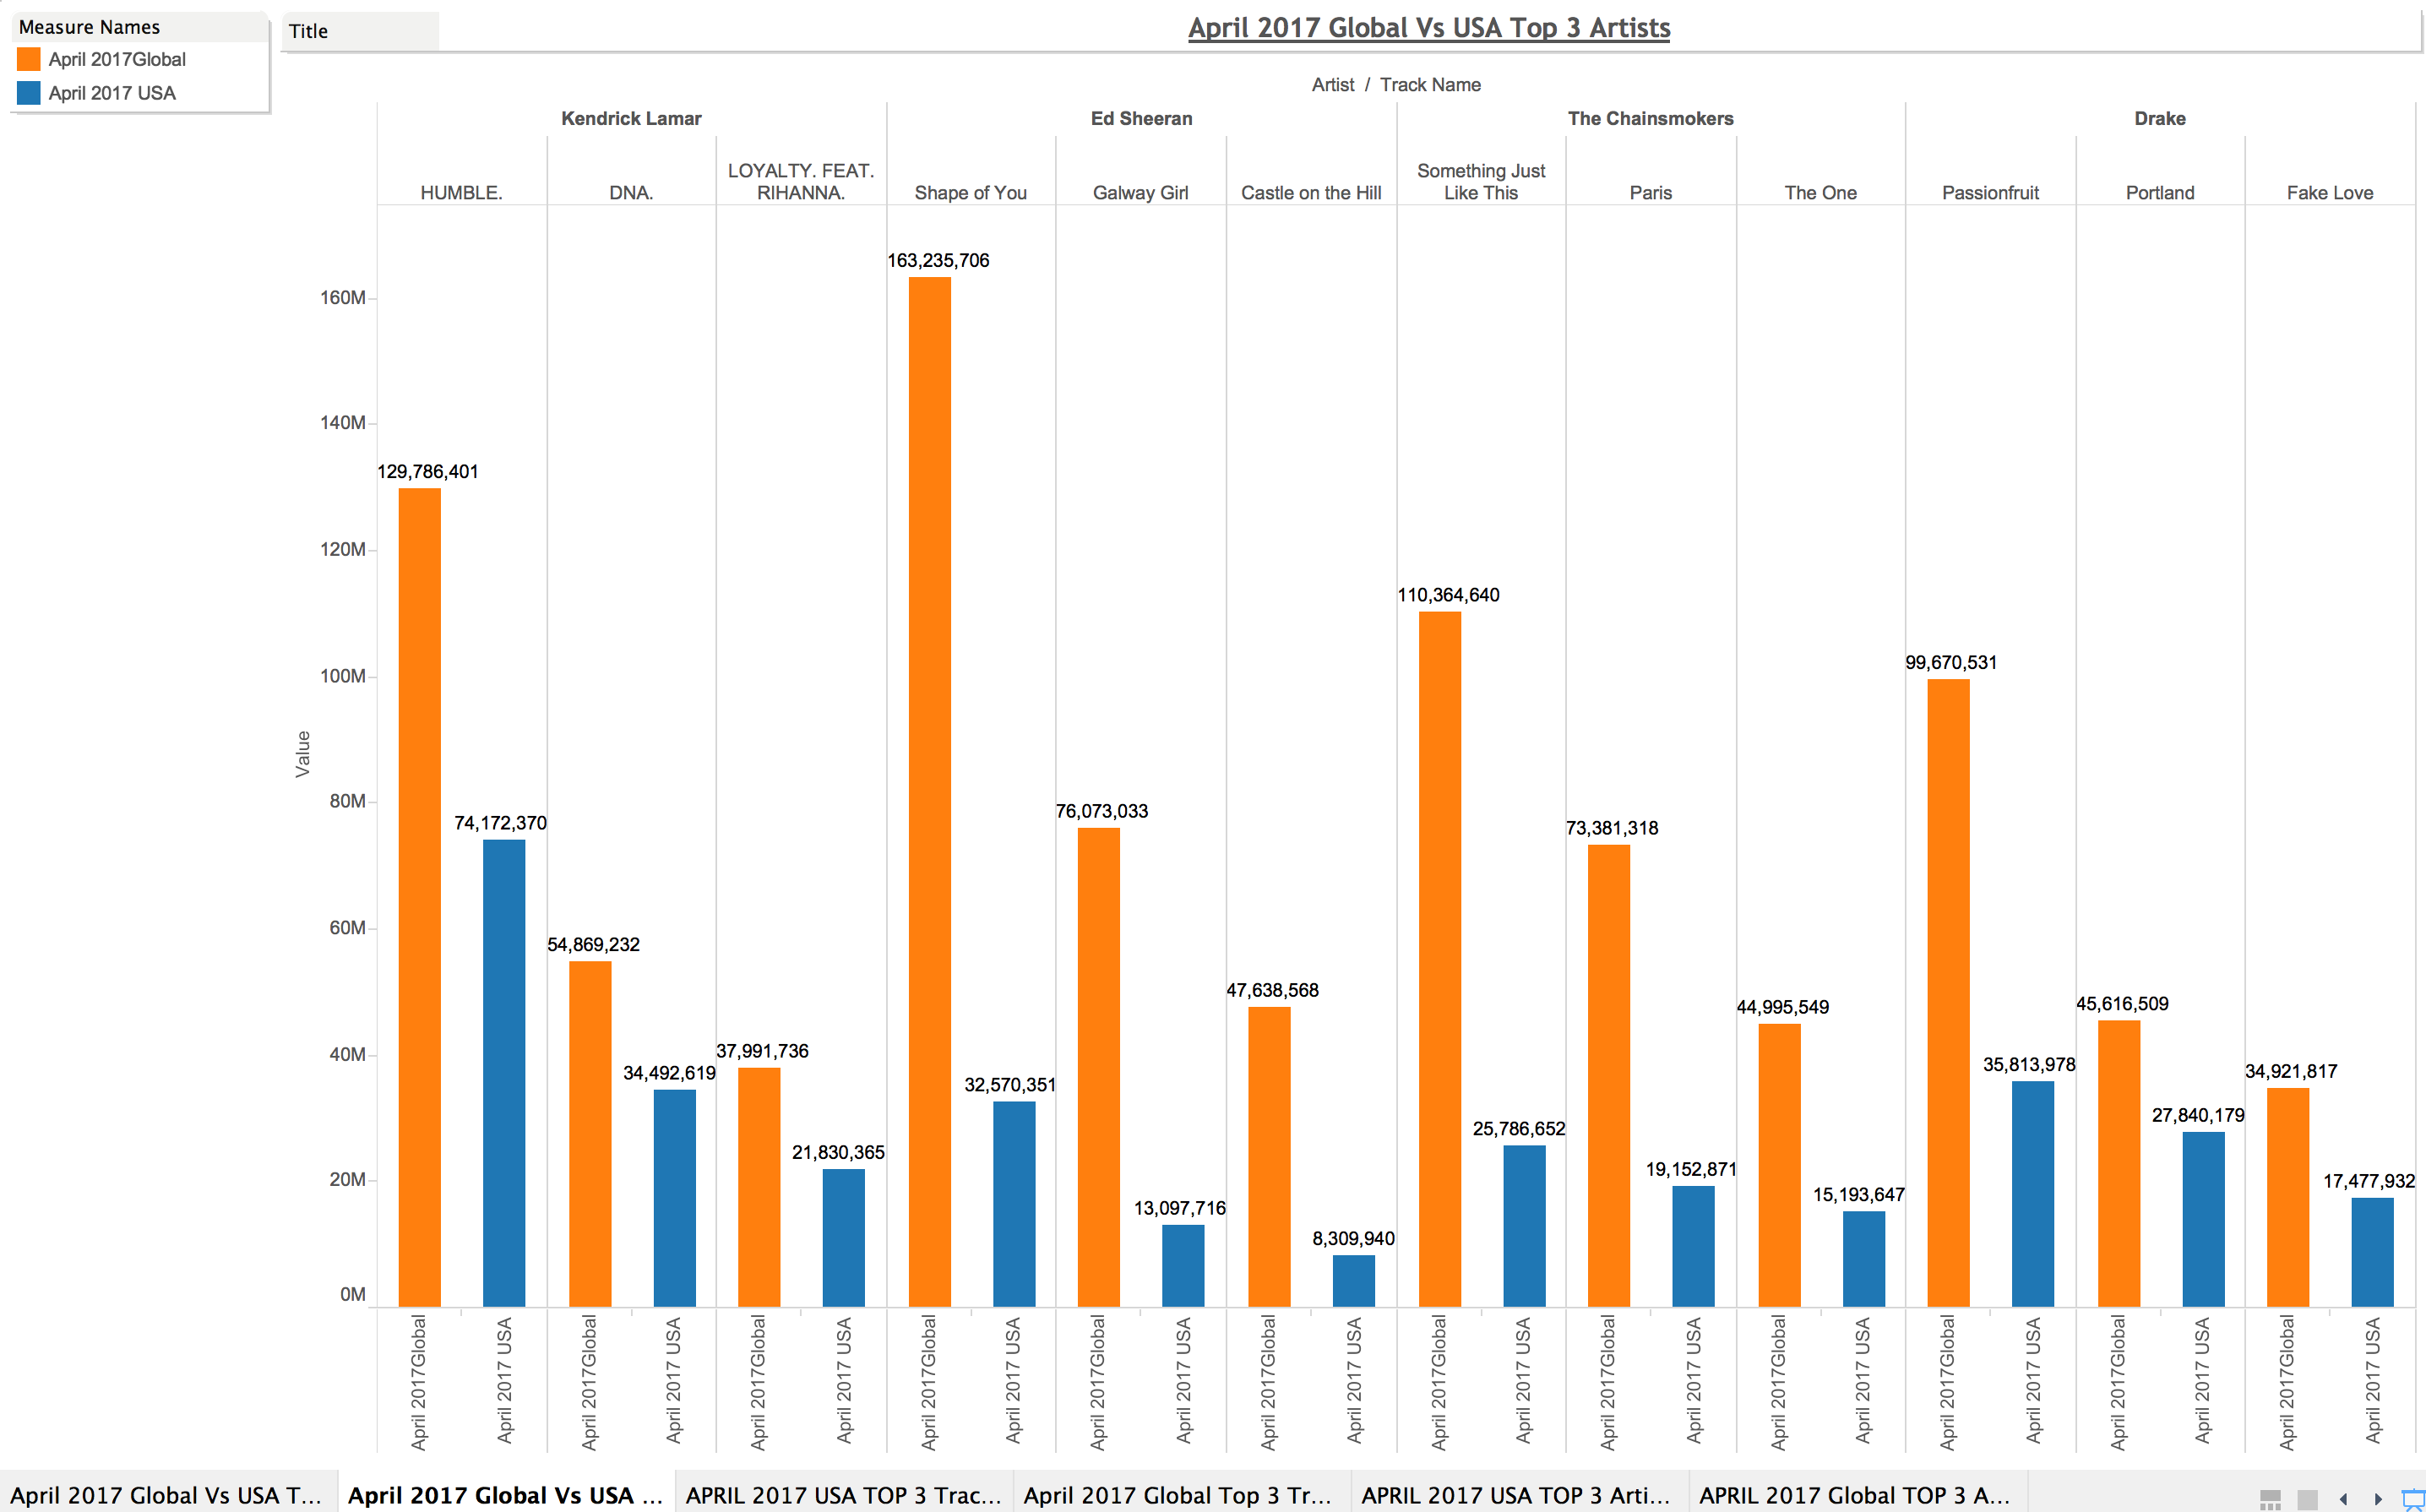 Measure Names
April 2017Global
April 2017 USA
Title
April 2017 Global Vs USA Top 3 Artists
Artist / Track Name
Kendrick Lamar
Ed Sheeran
The Chainsmokers
Drake
HUMBLE.
DNA.
LOYALTY. FEAT.
RIHANNA.
Shape of You
Galway Girl
Castle on the Hill
Something Just
Like This
Paris
The One
Passionfruit
Portland
Fake Love
Value
160M
140M
120M
100M
80M
60M
40M
20M
0M
129,786,401
74,172,370
54,869,232
34,492,619
37,991,736
21,830,365
163,235,706
32,570,351
76,073,033
13,097,716
47,638,568
8,309,940
110,364,640
25,786,652
73,381,318
19,152,871
44,995,549
15,193,647
99,670,531
35,813,978
45,616,509
27,840,179
34,921,817
17,477,932
April 2017Global
April 2017 USA
April 2017Global
April 2017 USA
April 2017Global
April 2017 USA
April 2017Global
April 2017 USA
April 2017Global
April 2017 USA
April 2017Global
April 2017 USA
April 2017Global
April 2017 USA
April 2017Global
April 2017 USA
April 2017Global
April 2017 USA
April 2017Global
April 2017 USA
April 2017Global
April 2017 USA
April 2017Global
April 2017 USA
April 2017 Global Vs USA T...
April 2017 Global Vs USA ...
APRIL 2017 USA TOP 3 Trac...
April 2017 Global Top 3 Tr...
APRIL 2017 USA TOP 3 Arti...
APRIL 2017 Global TOP 3 A...